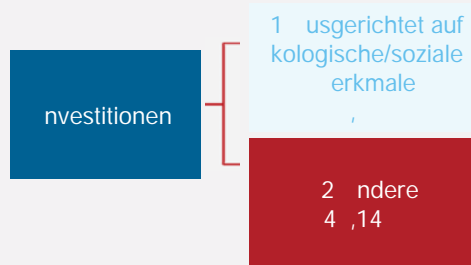 nvestitionen
1 usgerichtet auf
kologische/soziale
erkmale
,
2 ndere
4 ,14